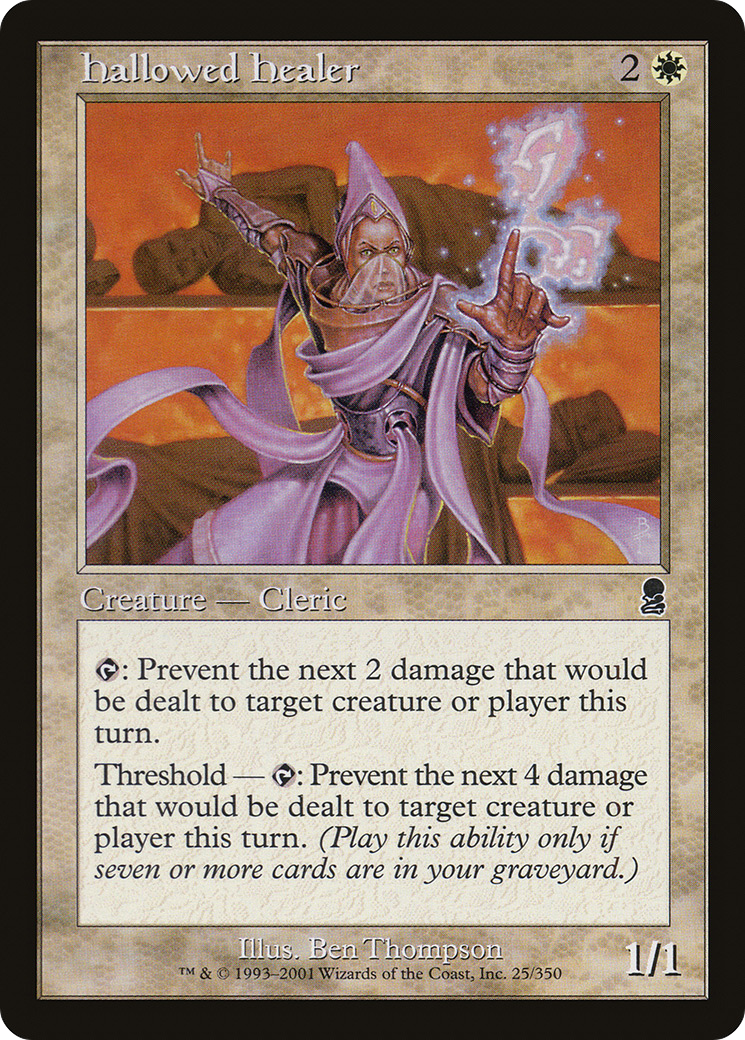 Hallowed Healer 2
BT
Creature — Cleric
: Prevent the next 2 damage that would
be dealt to target creature or player this
turn.
Threshold — : Prevent the next 4 damage
that would be dealt to target creature or
player this turn. (Play this ability only if
seven or more cards are in your graveyard.)
Illus. Ben Thompson
™ & © 1993–2001 Wizards of the Coast, Inc. 25/350
1/1